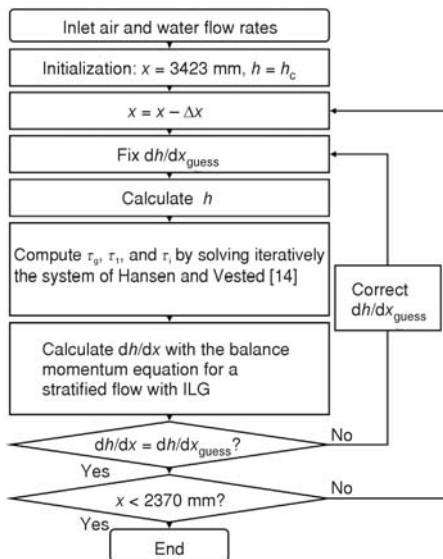 Inlet air and water flow rates
Initialization: x = 3423 mm, h = h_c
x = x – Δx
Fix dh/dx_guess
Calculate h
Compute τ_g, τ_1, and τ_i by solving iteratively
the system of Hansen and Vested [14]
Correct
dh/dx_guess
Calculate dh/dx with the balance
momentum equation for a
stratified flow with ILG
dh/dx = dh/dx_guess?
No
Yes
x < 2370 mm?
No
Yes
End